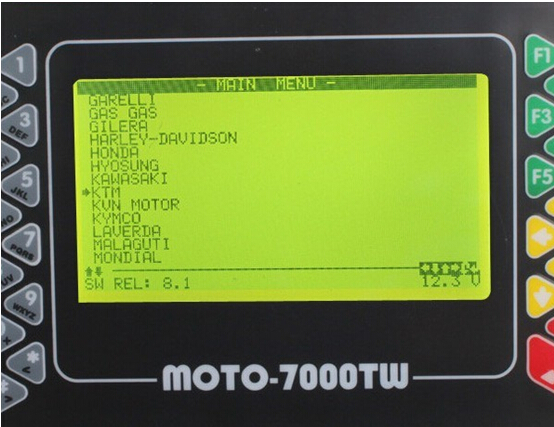 - MAIN MENU -
GARELLI
GAS GAS
GILERA
HARLEY-DAVIDSON
HONDA
HYOSUNG
KAWASAKI
KTM
KVN MOTOR
KYMCO
LAVERDA
MALAGUTI
MONDIAL
SW REL: 8.1 12.3 V
MOTO-7000TW
1
3
DEF
5
JKL
7
PQRS
9
WXYZ
*
F1
F3
F5